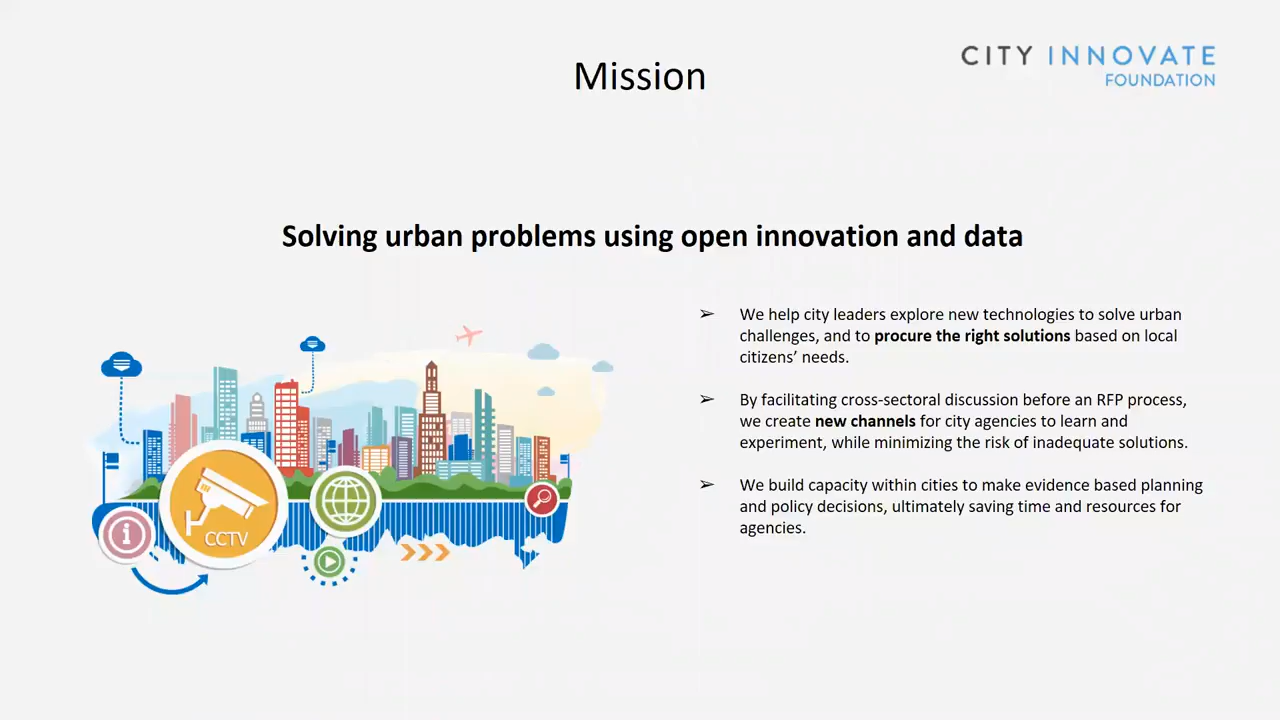 Mission
CITY INNOVATE
FOUNDATION
Solving urban problems using open innovation and data
➢ We help city leaders explore new technologies to solve urban
challenges, and to procure the right solutions based on local
citizens’ needs.
➢ By facilitating cross-sectoral discussion before an RFP process,
we create new channels for city agencies to learn and
experiment, while minimizing the risk of inadequate solutions.
➢ We build capacity within cities to make evidence based planning
and policy decisions, ultimately saving time and resources for
agencies.
CCTV
i